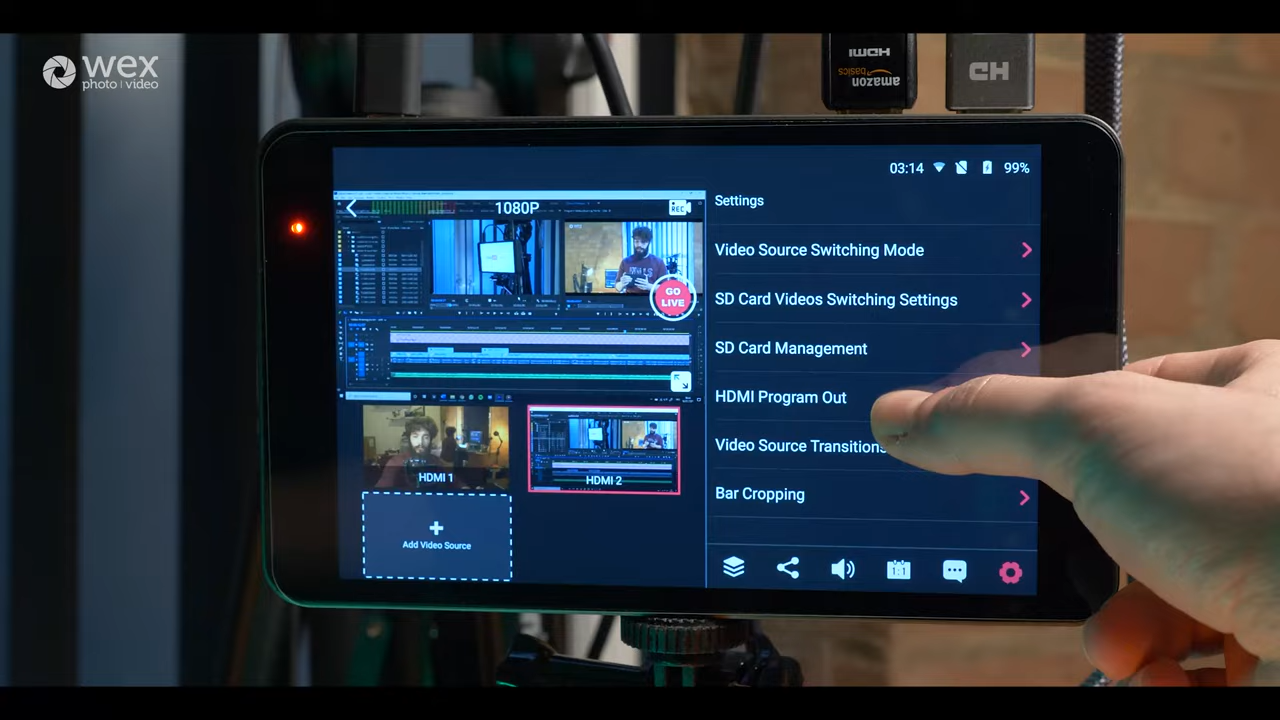 wex
photo | video
HDMI
amazon
basics
03:14
99%
1080P
REC
Settings
GO
LIVE
Video Source Switching Mode
SD Card Videos Switching Settings
SD Card Management
HDMI Program Out
Video Source Transitions
Bar Cropping
HDMI 1
HDMI 2
Add Video Source
1:1